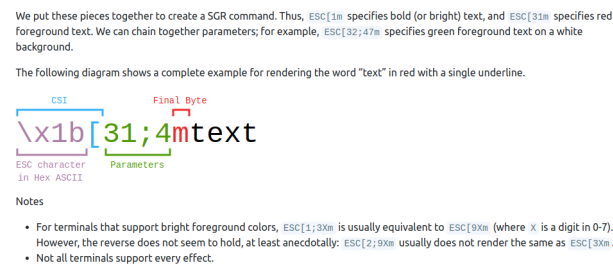 We put these pieces together to create a SGR command. Thus, ESC[1m specifies bold (or bright) text, and ESC[31m specifies red
foreground text. We can chain together parameters; for example, ESC[32;47m specifies green foreground text on a white
background.
The following diagram shows a complete example for rendering the word “text” in red with a single underline.
CSI Final Byte
\x1b[31;4mtext
ESC character Parameters
in Hex ASCII
Notes
• For terminals that support bright foreground colors, ESC[1;3Xm is usually equivalent to ESC[9Xm (where X is a digit in 0-7).
However, the reverse does not seem to hold, at least anecdotally: ESC[2;9Xm usually does not render the same as ESC[3Xm.
• Not all terminals support every effect.